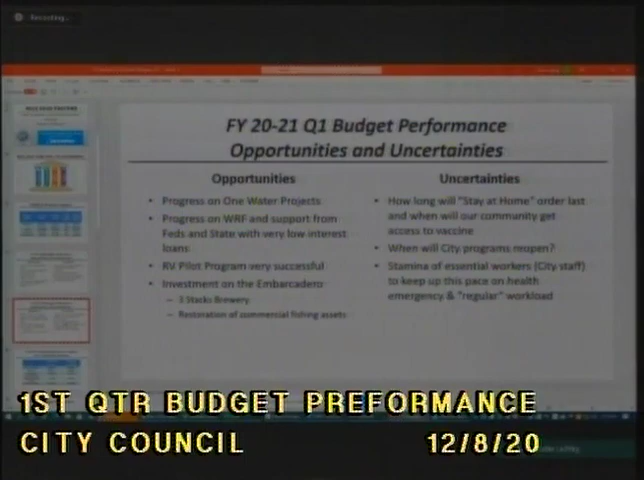 Recording...
FY 20-21 Q1 Budget Performance
Opportunities and Uncertainties
Opportunities
• Progress on One Water Projects
• Progress on WRF and support from
Feds and State with very low interest
loans.
• RV Pilot Program very successful
• Investment on the Embarcadero
– 3 Stacks Brewery
– Restoration of commercial fishing assets
Uncertainties
• How long will "Stay at Home" order last
and when will our community get
access to vaccine
• When will City programs reopen?
• Stamina of essential workers (City staff)
to keep up this pace on health
emergency & "regular" workload
1ST QTR BUDGET PREFORMANCE
CITY COUNCIL 12/8/20